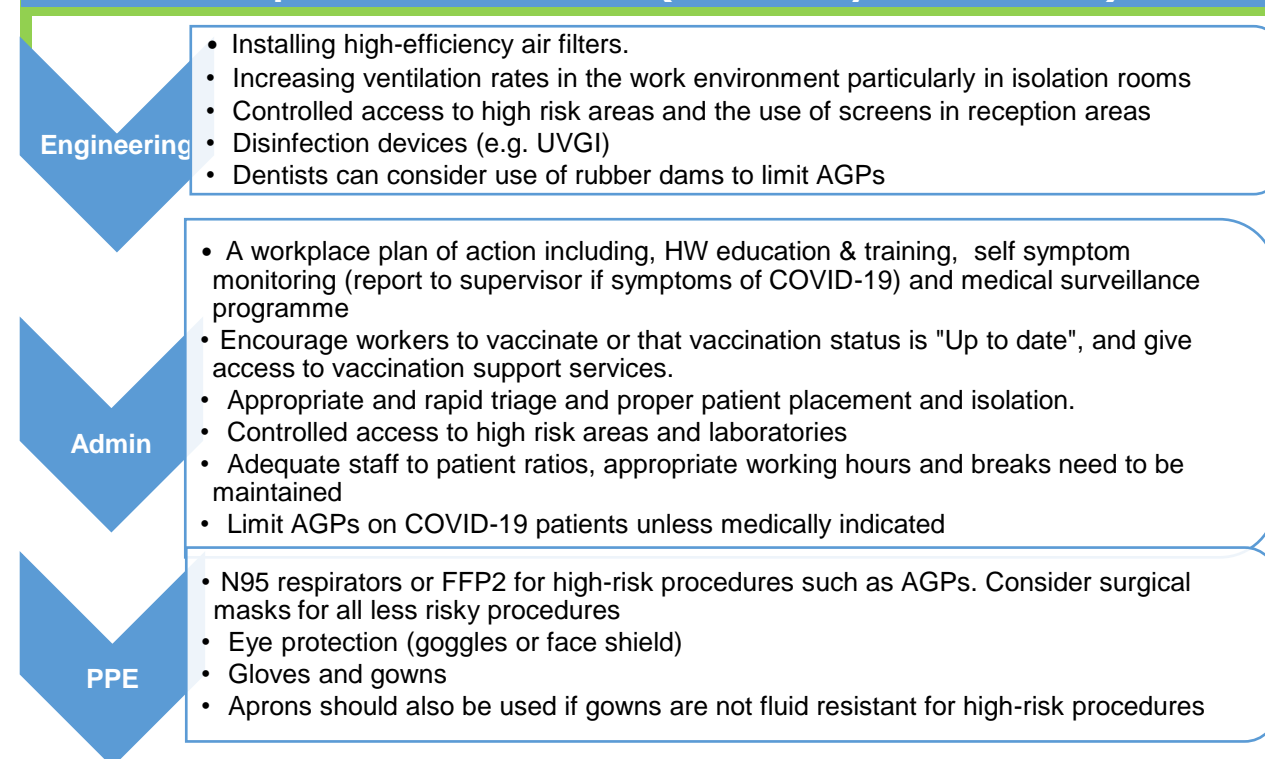 • Installing high-efficiency air filters.
• Increasing ventilation rates in the work environment particularly in isolation rooms
• Controlled access to high risk areas and the use of screens in reception areas
Engineering
• Disinfection devices (e.g. UVGI)
• Dentists can consider use of rubber dams to limit AGPs
• A workplace plan of action including, HW education & training, self symptom
monitoring (report to supervisor if symptoms of COVID-19) and medical surveillance
programme
• Encourage workers to vaccinate or that vaccination status is "Up to date", and give
access to vaccination support services.
• Appropriate and rapid triage and proper patient placement and isolation.
Admin
• Controlled access to high risk areas and laboratories
• Adequate staff to patient ratios, appropriate working hours and breaks need to be
maintained
• Limit AGPs on COVID-19 patients unless medically indicated
• N95 respirators or FFP2 for high-risk procedures such as AGPs. Consider surgical
masks for all less risky procedures
• Eye protection (goggles or face shield)
PPE
• Gloves and gowns
• Aprons should also be used if gowns are not fluid resistant for high-risk procedures